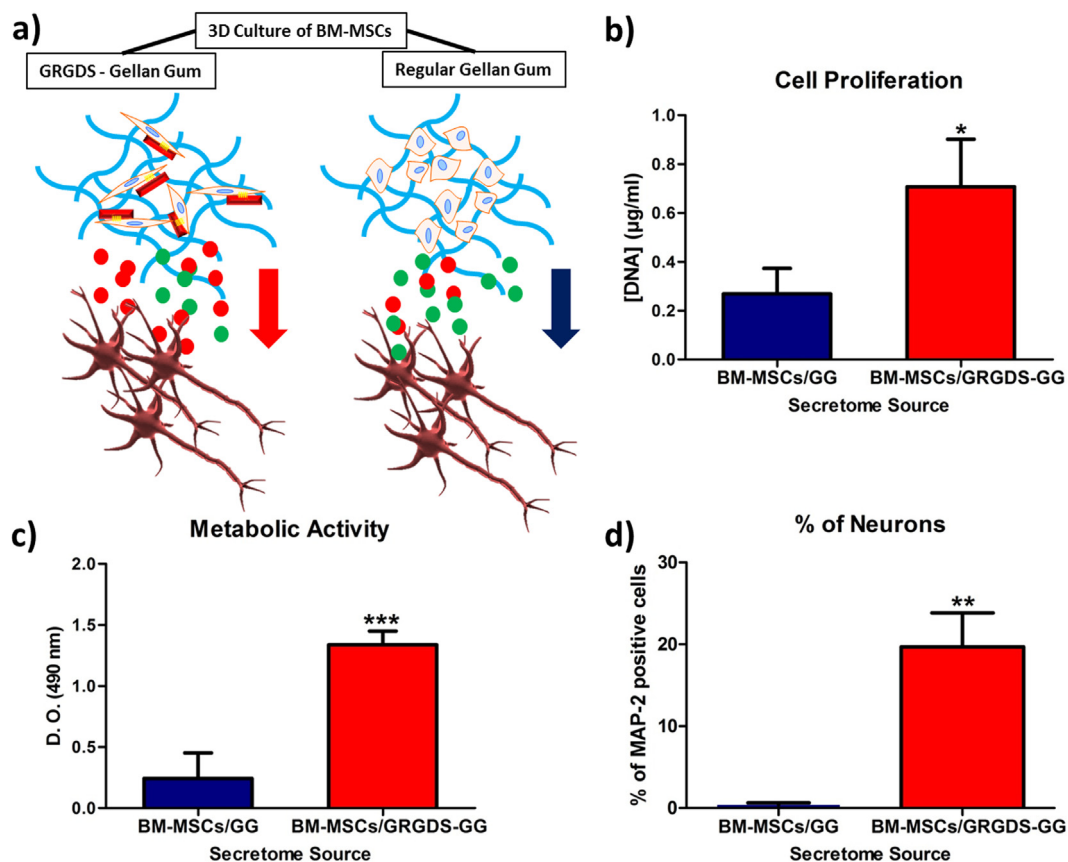 a)
3D Culture of BM-MSCs
GRGDS - Gellan Gum
Regular Gellan Gum
b)
Cell Proliferation
*
[DNA] (µg/ml)
1.0
0.8
0.6
0.4
0.2
0.0
BM-MSCs/GG
BM-MSCs/GRGDS-GG
Secretome Source
c)
Metabolic Activity
***
D. O. (490 nm)
2.0
1.5
1.0
0.5
0.0
BM-MSCs/GG
BM-MSCs/GRGDS-GG
Secretome Source
d)
% of Neurons
**
% of MAP-2 positive cells
30
20
10
0
BM-MSCs/GG
BM-MSCs/GRGDS-GG
Secretome Source